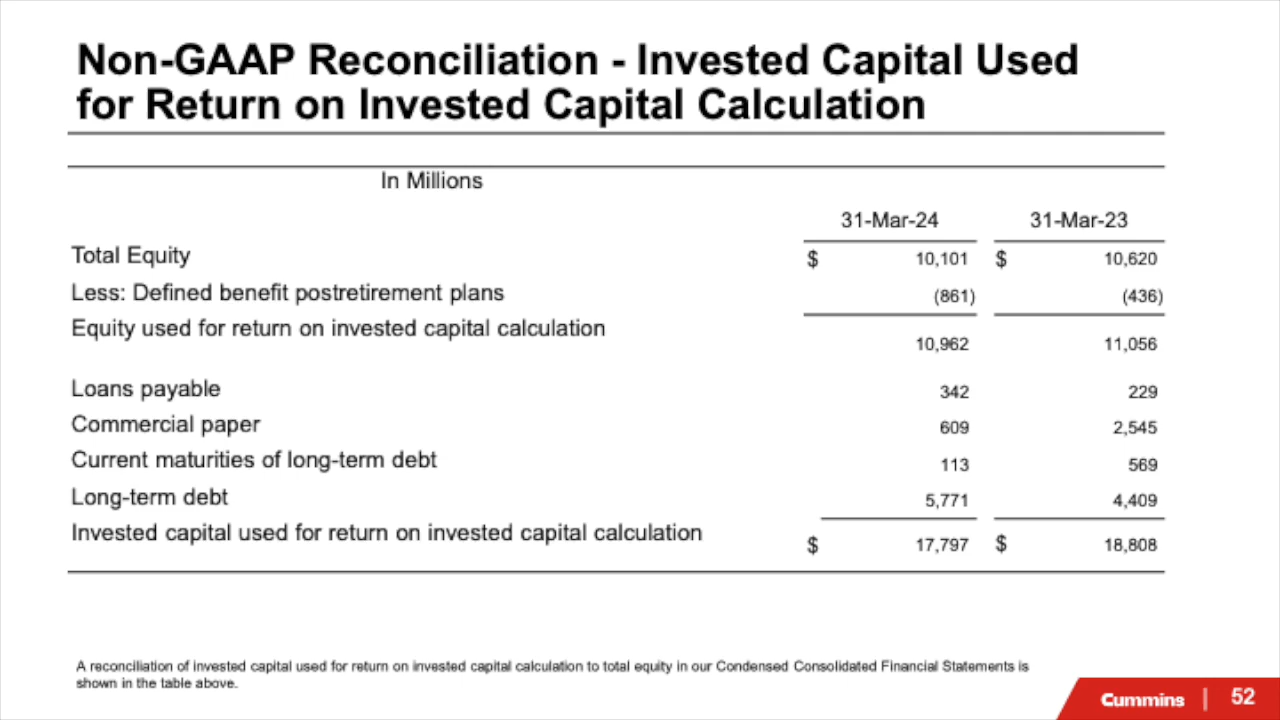 Non-GAAP Reconciliation - Invested Capital Used
for Return on Invested Capital Calculation
In Millions
31-Mar-24 31-Mar-23
Total Equity $ 10,101 $ 10,620
Less: Defined benefit postretirement plans (861) (436)
Equity used for return on invested capital calculation 10,962 11,056
Loans payable 342 229
Commercial paper 609 2,545
Current maturities of long-term debt 113 569
Long-term debt 5,771 4,409
Invested capital used for return on invested capital calculation $ 17,797 $ 18,808
A reconciliation of invested capital used for return on invested capital calculation to total equity in our Condensed Consolidated Financial Statements is
shown in the table above.
Cummins | 52